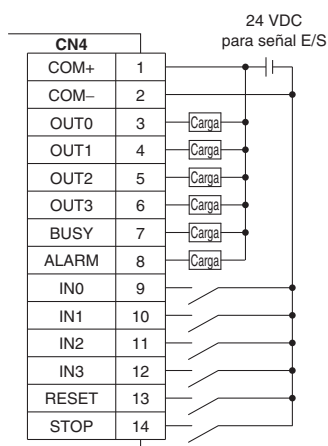 24 VDC
para señal E/S
CN4
COM+ 1
COM– 2
OUT0 3 Carga
OUT1 4 Carga
OUT2 5 Carga
OUT3 6 Carga
BUSY 7 Carga
ALARM 8 Carga
IN0 9
IN1 10
IN2 11
IN3 12
RESET 13
STOP 14